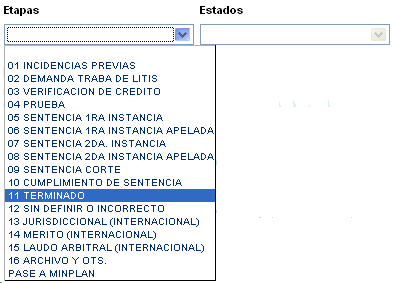 Etapas Estados
01 INCIDENCIAS PREVIAS
02 DEMANDA TRABA DE LITIS
03 VERIFICACION DE CREDITO
04 PRUEBA
05 SENTENCIA 1RA INSTANCIA
06 SENTENCIA 1RA INSTANCIA APELADA
07 SENTENCIA 2DA. INSTANCIA
08 SENTENCIA 2DA INSTANCIA APELADA
09 SENTENCIA CORTE
10 CUMPLIMIENTO DE SENTENCIA
11 TERMINADO
12 SIN DEFINIR O INCORRECTO
13 JURISDICCIONAL (INTERNACIONAL)
14 MERITO (INTERNACIONAL)
15 LAUDO ARBITRAL (INTERNACIONAL)
16 ARCHIVO Y OTS.
PASE A MINPLAN